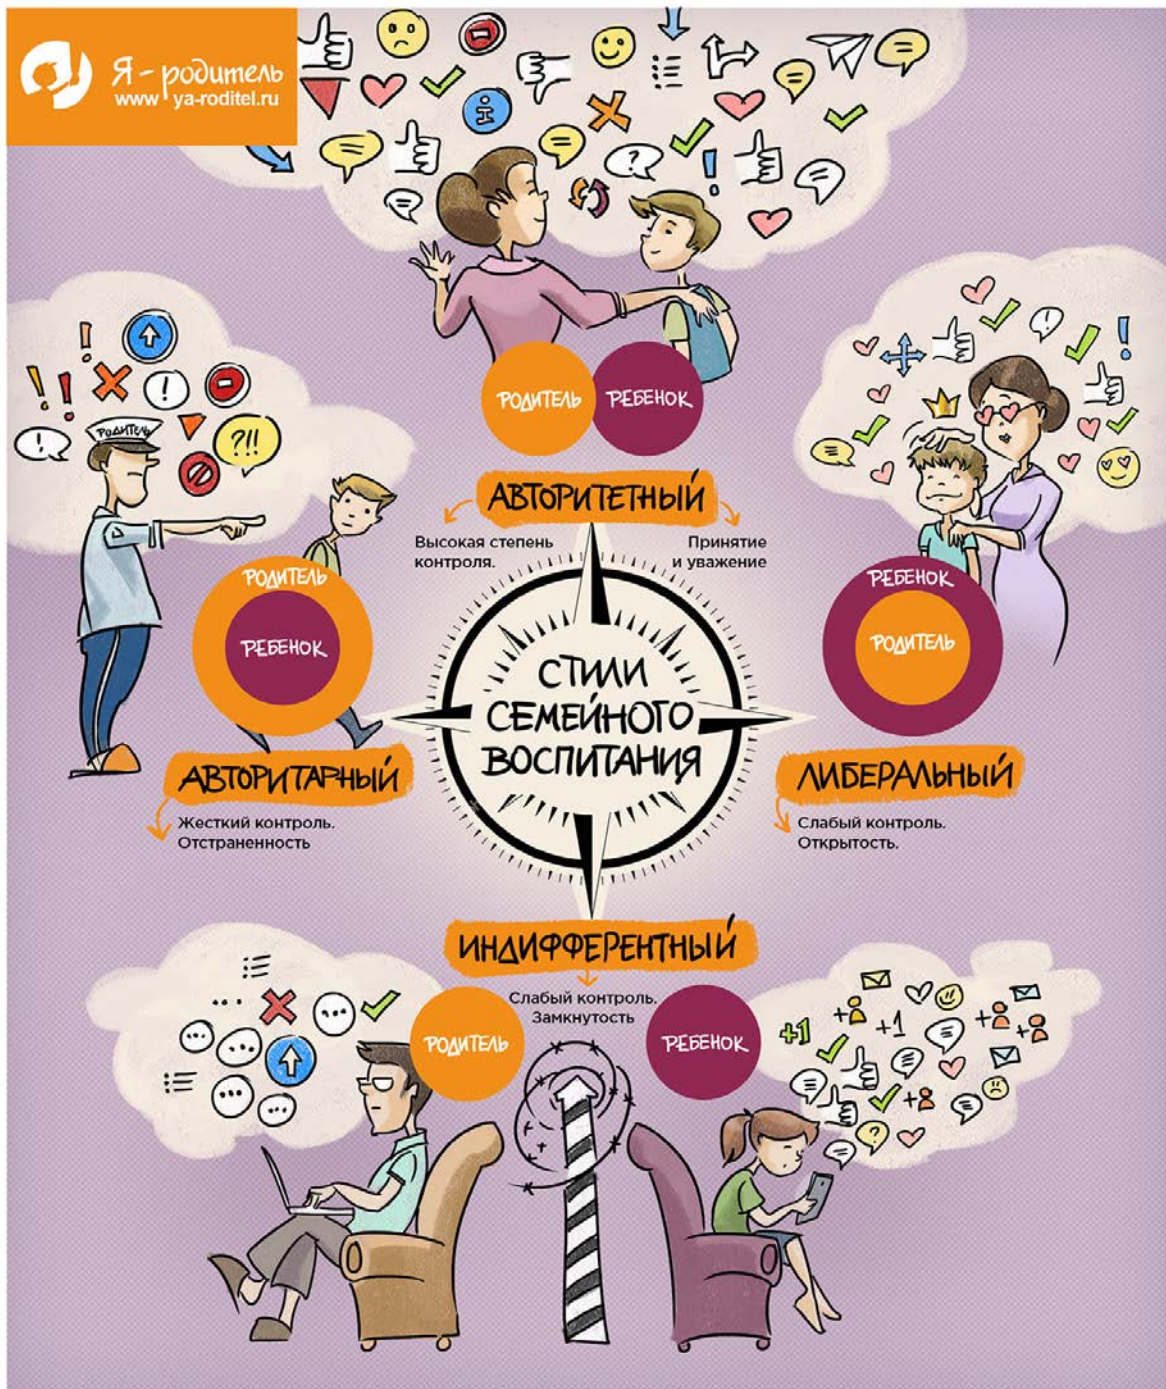 Я - родитель
www ya-roditel.ru
?
!
!
!
!
!
?!!
!
!
!
РОДИТЕЛЬ
РОДИТЕЛЬ
РЕБЕНОК
АВТОРИТЕТНЫЙ
Высокая степень
контроля.
Принятие
и уважение
РОДИТЕЛЬ
РЕБЕНОК
РЕБЕНОК
РОДИТЕЛЬ
СТИЛИ
СЕМЕЙНОГО
ВОСПИТАНИЯ
АВТОРИТАРНЫЙ
Жесткий контроль.
Отстраненность
ЛИБЕРАЛЬНЫЙ
Слабый контроль.
Открытость.
ИНДИФФЕРЕНТНЫЙ
Слабый контроль.
Замкнутость
РОДИТЕЛЬ
РЕБЕНОК
+1
+1
?